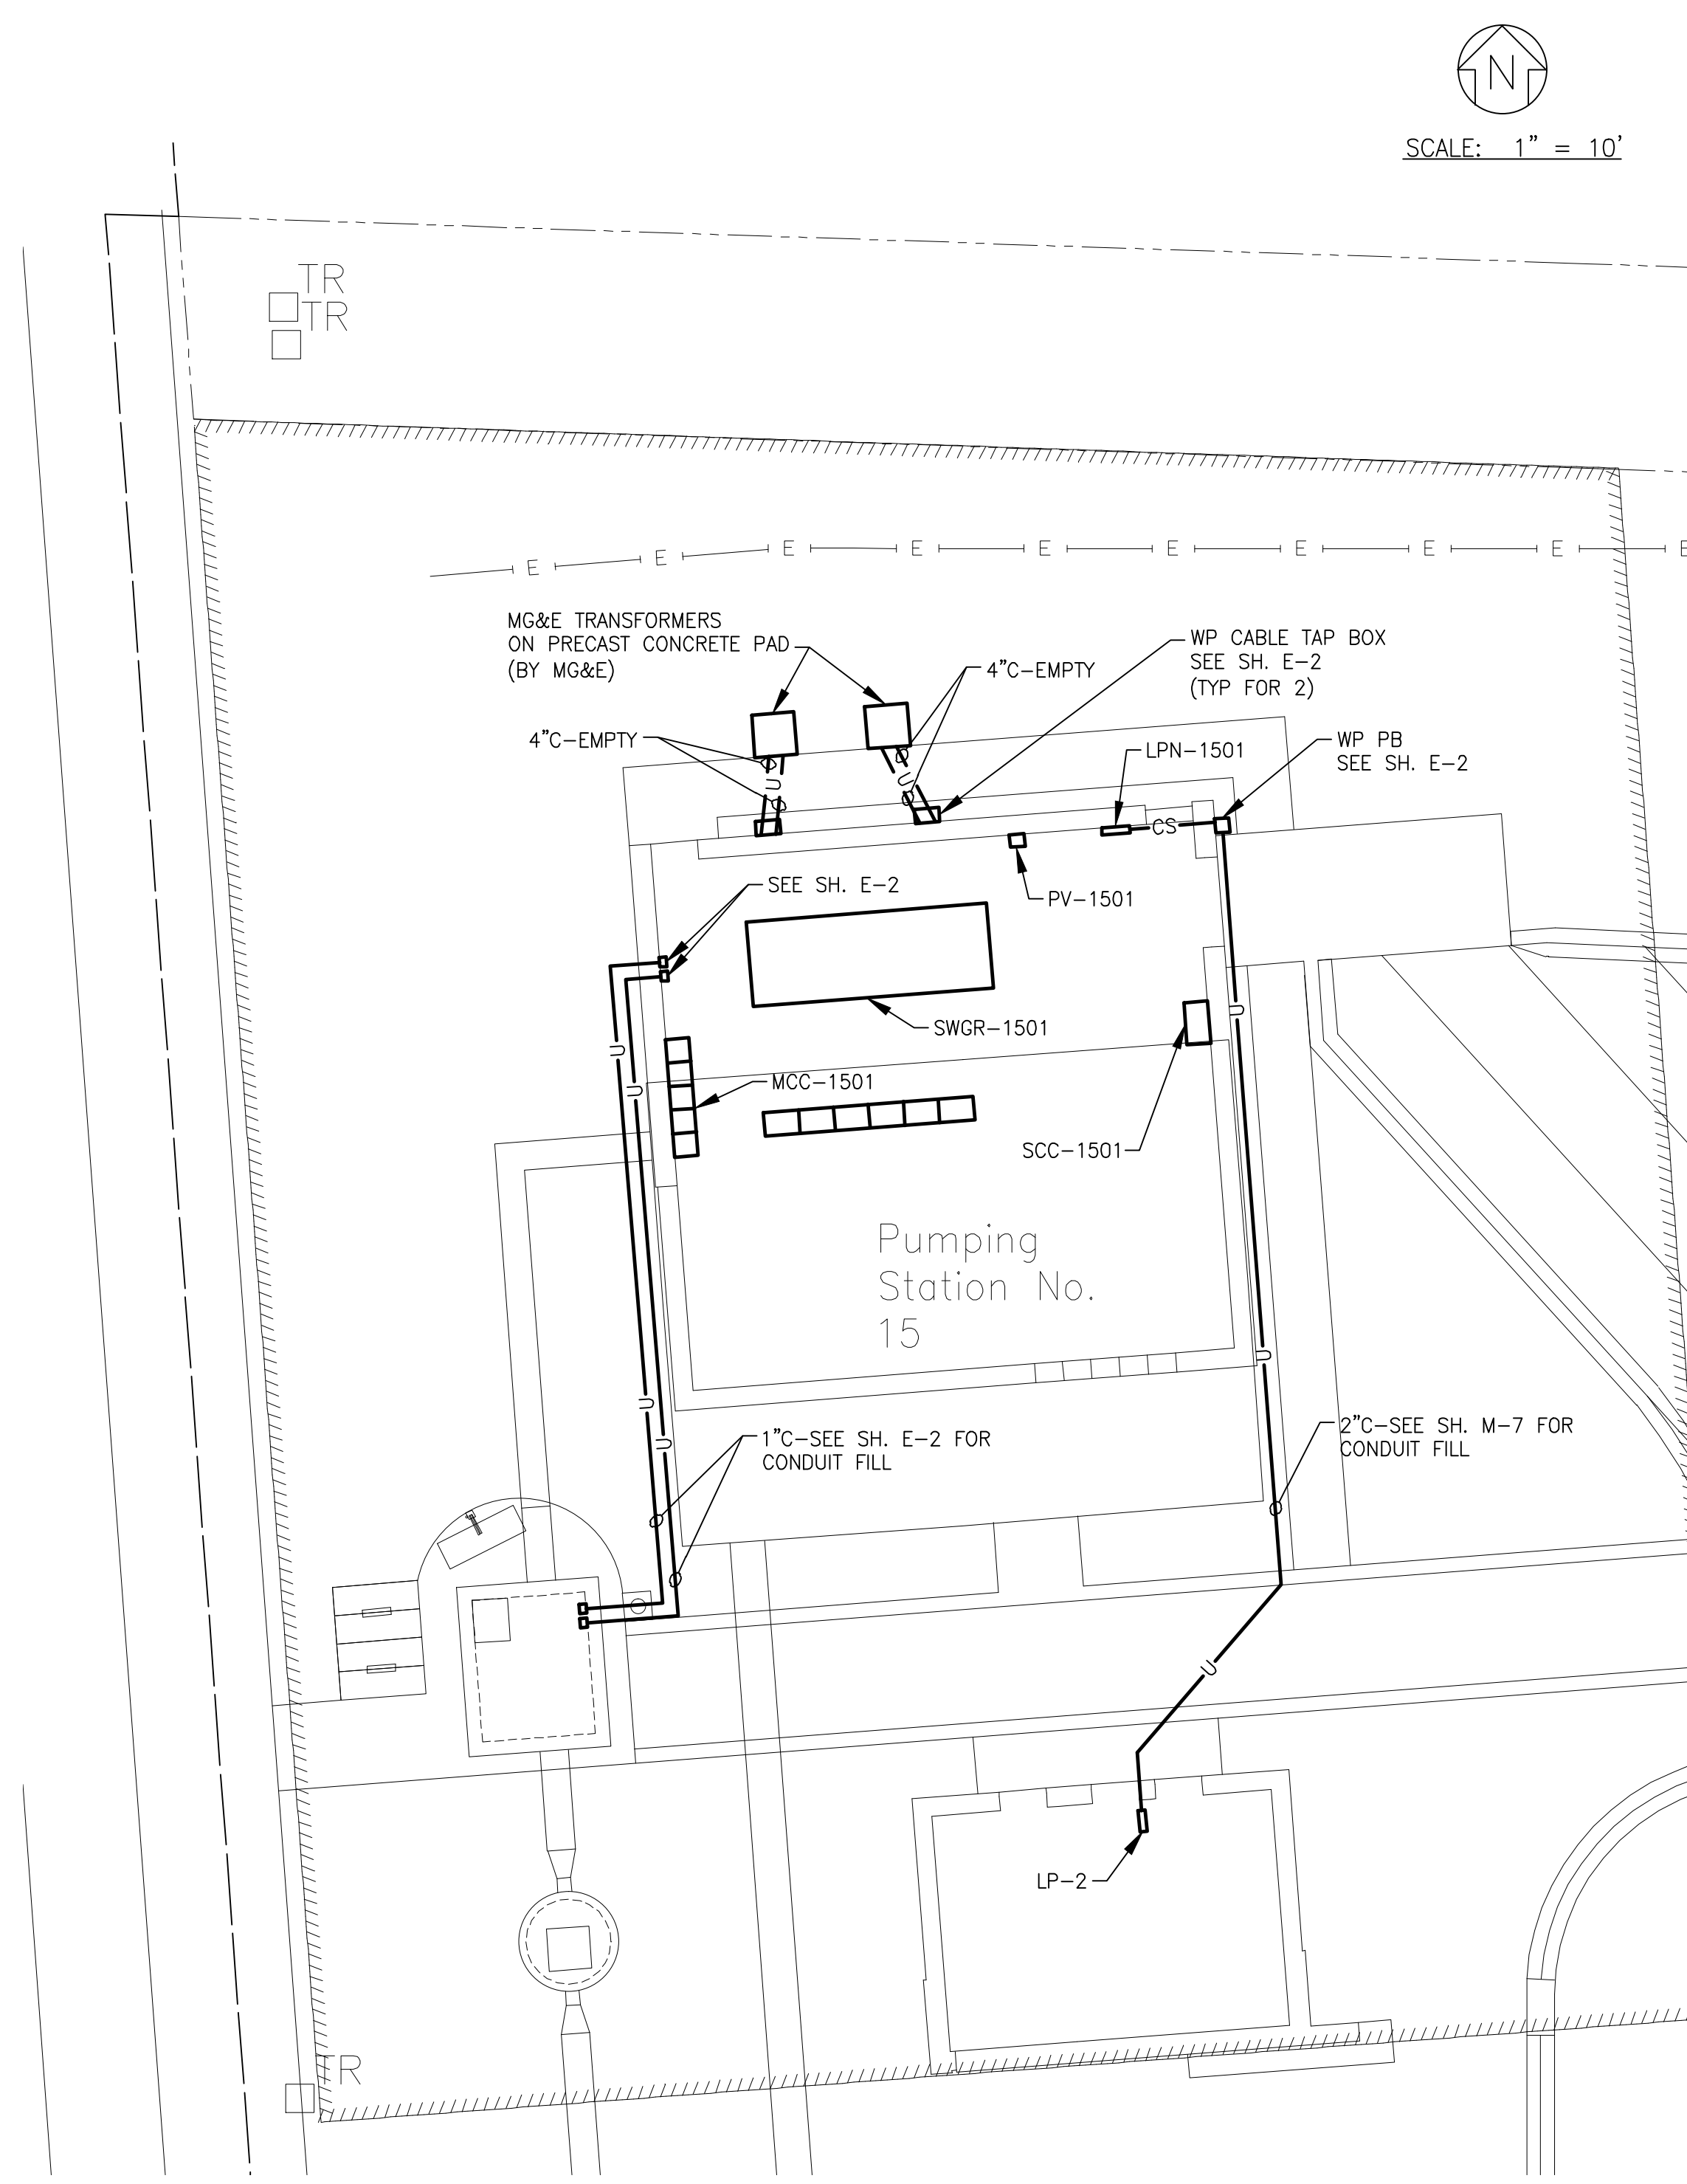 N
SCALE: 1" = 10'
TR
TR
E E E E E E E E E E
MG&E TRANSFORMERS
ON PRECAST CONCRETE PAD
(BY MG&E)
WP CABLE TAP BOX
SEE SH. E-2
(TYP FOR 2)
4"C-EMPTY
4"C-EMPTY
WP PB
SEE SH. E-2
LPN-1501
U
U
CS
SEE SH. E-2
PV-1501
U
SWGR-1501
U
U
MCC-1501
SCC-1501
Pumping
Station No.
15
U
U
U
1"C-SEE SH. E-2 FOR
CONDUIT FILL
2"C-SEE SH. M-7 FOR
CONDUIT FILL
U
LP-2
TR